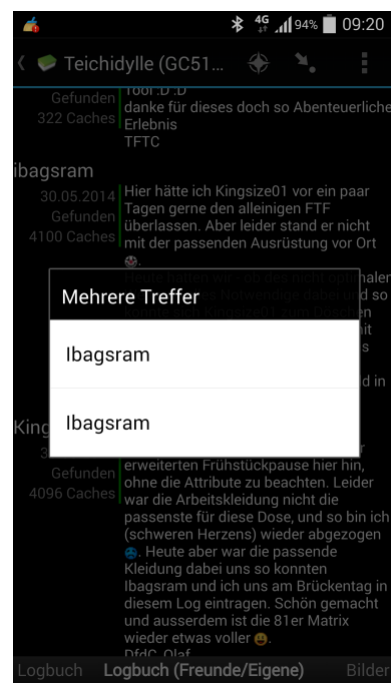 4G 94% 09:20
Teichidylle (GC51...
Tool :D :D
Gefunden
322 Caches
danke für dieses doch so Abenteuerliche
Erlebnis
TFTC
ibagsram
30.05.2014
Gefunden
4100 Caches
Hier hätte ich Kingsize01 vor ein paar
Tagen gerne den alleinigen FTF
überlassen. Aber leider stand er nicht
mit der passenden Ausrüstung vor Ort
Mehrere Treffer
Ibagsram
Ibagsram
d in
King
3
Gefunden
4096 Caches
erweiterten Frühstückpause hier hin,
ohne die Attribute zu beachten. Leider
war die Arbeitskleidung nicht die
passenste für diese Dose, und so bin ich
(schweren Herzens) wieder abgezogen
. Heute aber war die passende
Kleidung dabei uns so konnten
Ibagsram und ich uns am Brückentag in
diesem Log eintragen. Schön gemacht
und ausserdem ist die 81er Matrix
wieder etwas voller 😀.
DfdC, Olaf
Logbuch Logbuch (Freunde/Eigene) Bilder